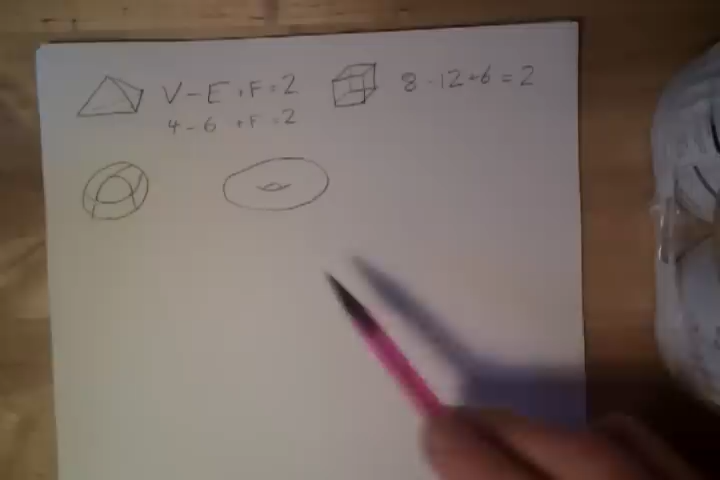 V - E + F = 2
8 - 12 + 6 = 2
4 - 6 + F = 2